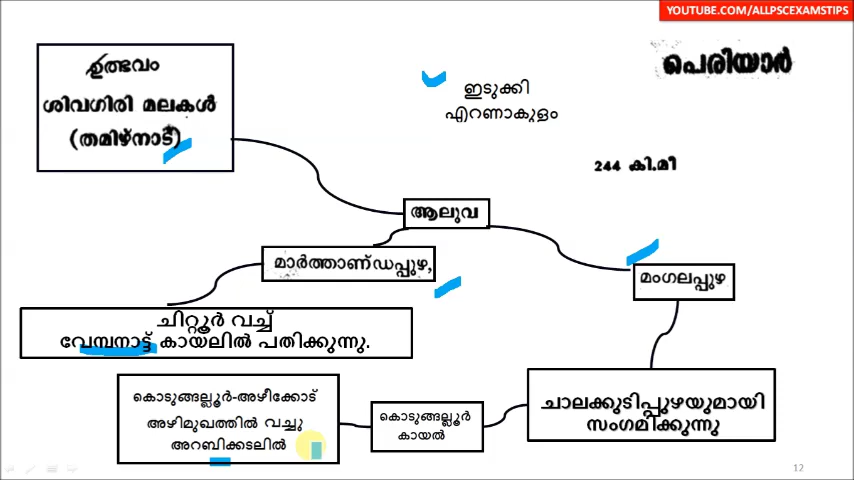 YOUTUBE.COM/ALLPSCEXAMSTIPS
ഉത്ഭവം
ശിവഗിരി മലകൾ
(തമിഴ്നാട്)
ഇടുക്കി
എറണാകുളം
പെരിയാർ
244 കി.മീ
ആലുവ
മാർത്താണ്ഡപ്പുഴ,
മംഗലപ്പുഴ
ചിറ്റൂർ വച്ച്
വേമ്പനാട്ട് കായലിൽ പതിക്കുന്നു.
കൊടുങ്ങല്ലൂർ-അഴീക്കോട്
അഴിമുഖത്തിൽ വച്ചു
അറബിക്കടലിൽ
കൊടുങ്ങല്ലൂർ
കായൽ
ചാലക്കുടിപ്പുഴയുമായി
സംഗമിക്കുന്നു
12